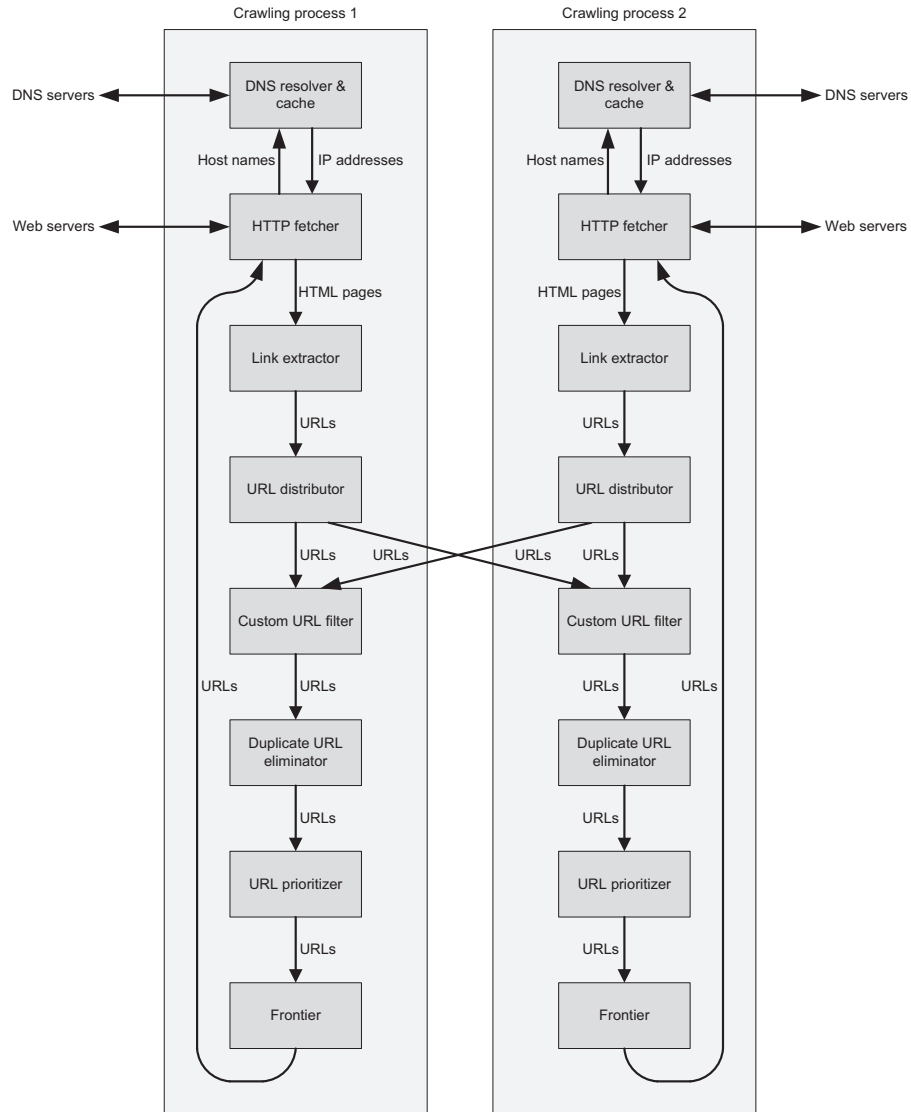 Crawling process 1
Crawling process 2
DNS servers
DNS resolver &
cache
DNS resolver &
cache
DNS servers
Host names
IP addresses
Host names
IP addresses
Web servers
HTTP fetcher
HTTP fetcher
Web servers
HTML pages
HTML pages
Link extractor
Link extractor
URLs
URLs
URL distributor
URL distributor
URLs
URLs
URLs
URLs
Custom URL filter
Custom URL filter
URLs
URLs
URLs
URLs
Duplicate URL
eliminator
Duplicate URL
eliminator
URLs
URLs
URL prioritizer
URL prioritizer
URLs
URLs
Frontier
Frontier